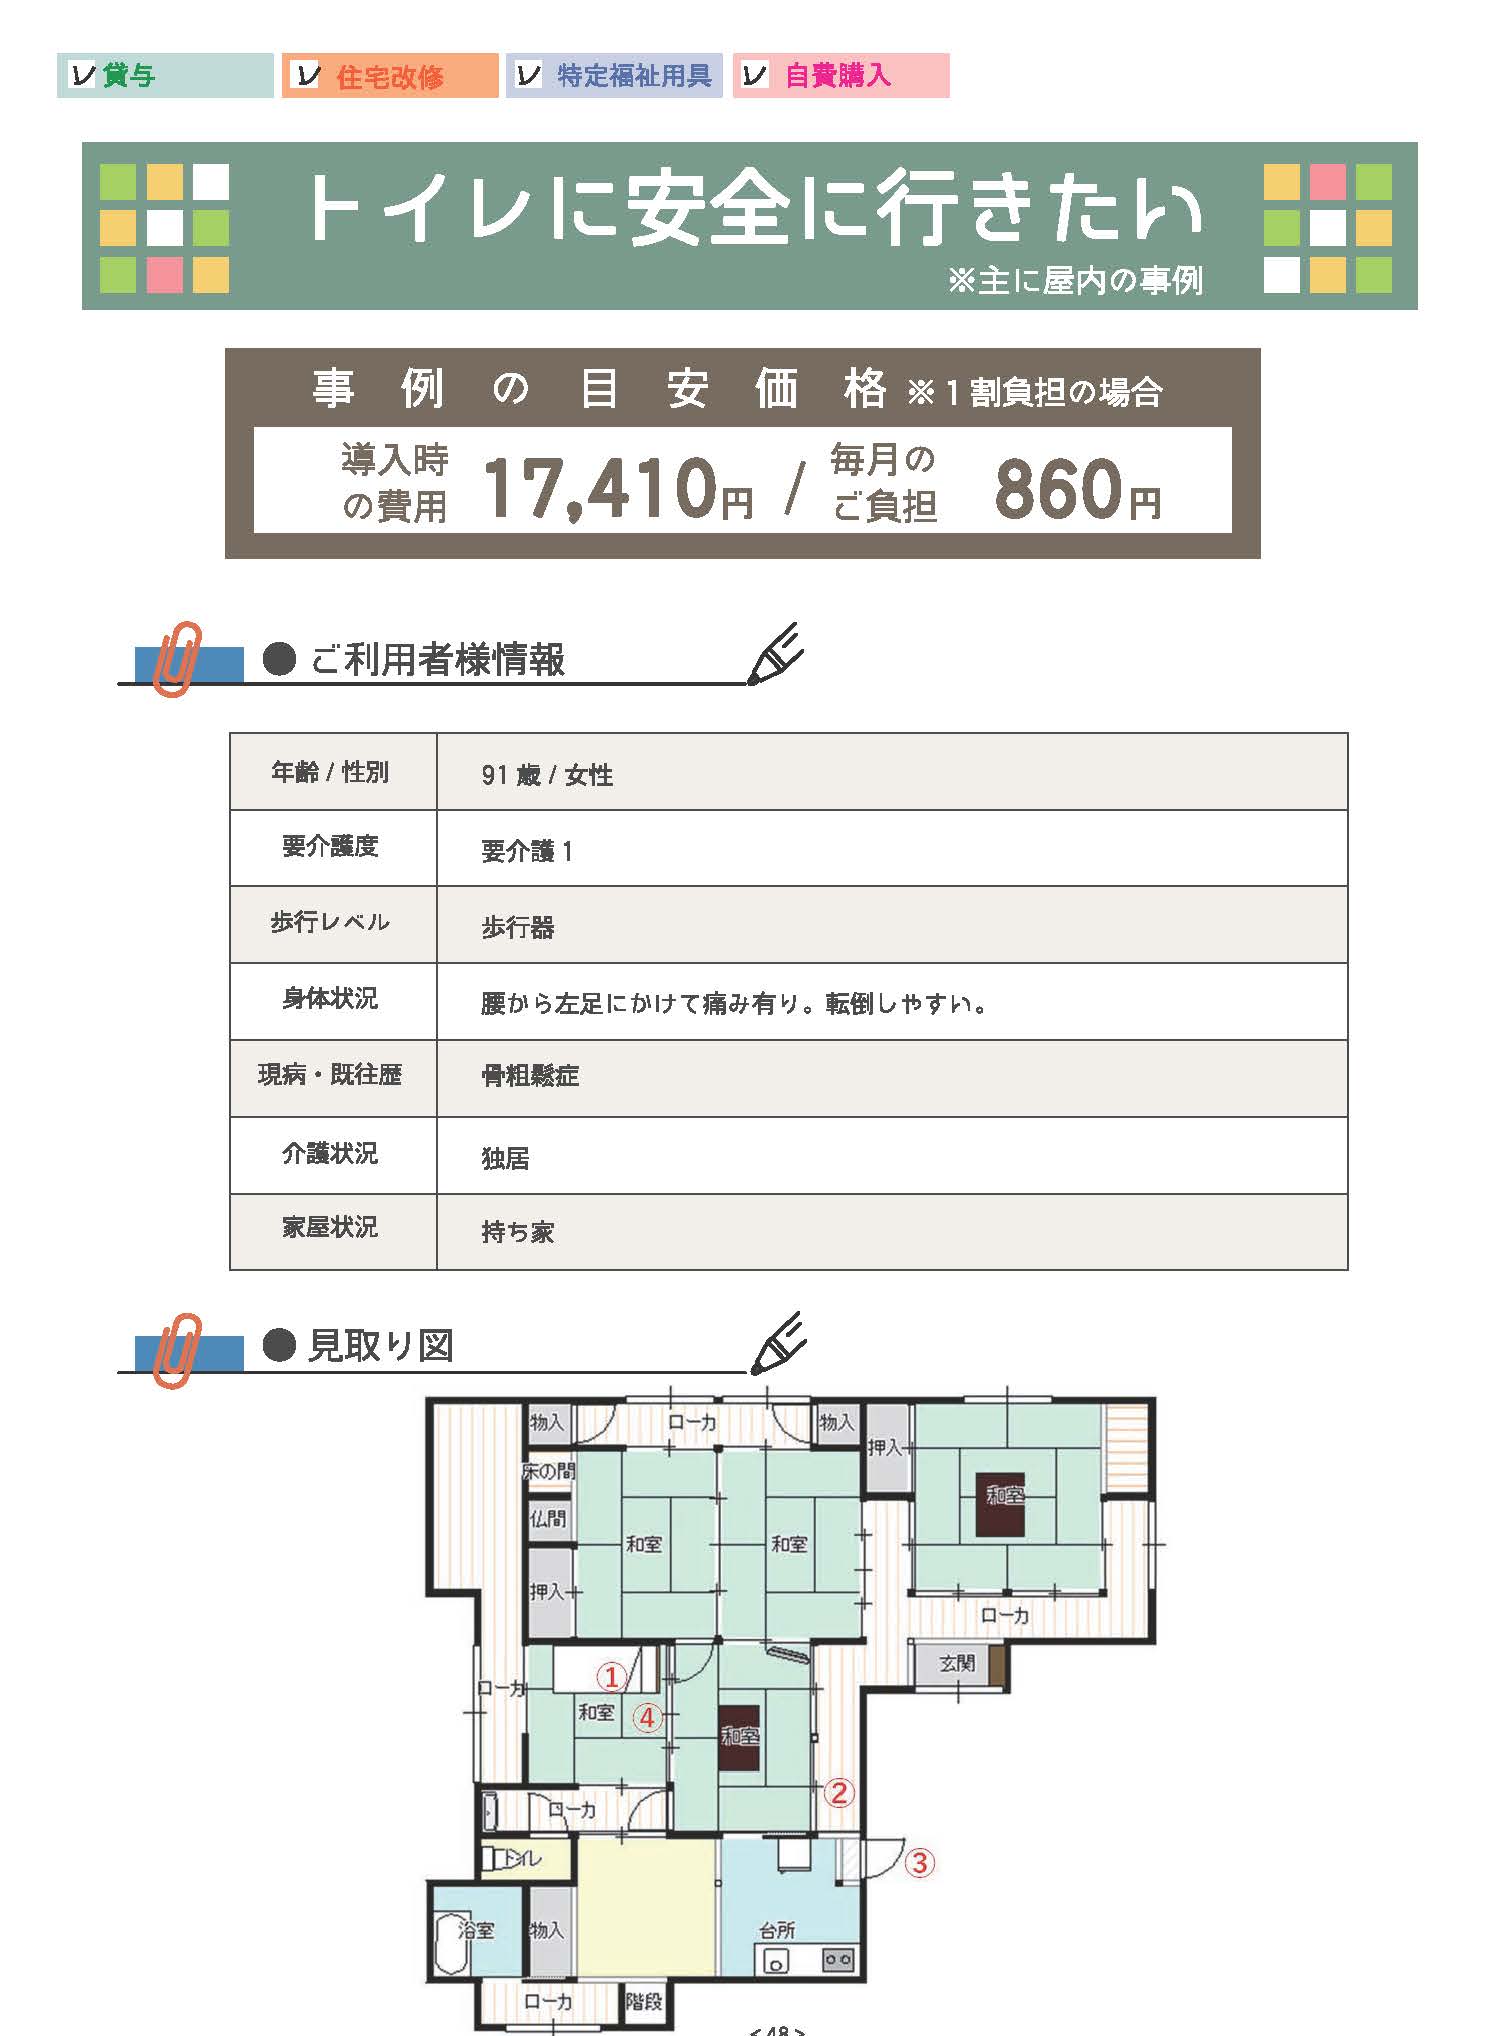 貸与 住宅改修 特定福祉用具 自費購入
トイレに安全に行きたい
※主に屋内の事例
事例の目安価格 ※1割負担の場合
導入時の費用 17,410円 / 毎月のご負担 860円
● ご利用者様情報
年齢 / 性別 91 歳 / 女性
要介護度 要介護 1
歩行レベル 歩行器
身体状況 腰から左足にかけて痛み有り。転倒しやすい。
現病・既往歴 骨粗鬆症
介護状況 独居
家屋状況 持ち家
● 見取り図
物入 ローカ 物入
押入
床の間
和室
仏間
和室 和室
押入
ローカ
玄関
①
ローカ
和室 ④
和室
②
ローカ
トイレ
③
浴室 物入 台所
ローカ 階段
<48>